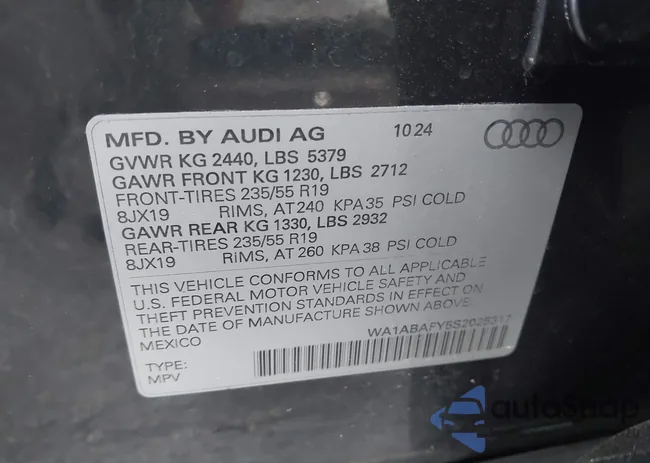 MFD. BY AUDI AG 10 24
GVWR KG 2440, LBS 5379
GAWR FRONT KG 1230, LBS 2712
FRONT-TIRES 235/55 R19
8JX19 RIMS, AT 240 KPA 35 PSI COLD
GAWR REAR KG 1330, LBS 2932
REAR-TIRES 235/55 R19
8JX19 RIMS, AT 260 KPA 38 PSI COLD
THIS VEHICLE CONFORMS TO ALL APPLICABLE
U.S. FEDERAL MOTOR VEHICLE SAFETY AND
THEFT PREVENTION STANDARDS IN EFFECT ON
THE DATE OF MANUFACTURE SHOWN ABOVE.
MEXICO
TYPE:
MPV
autoShop